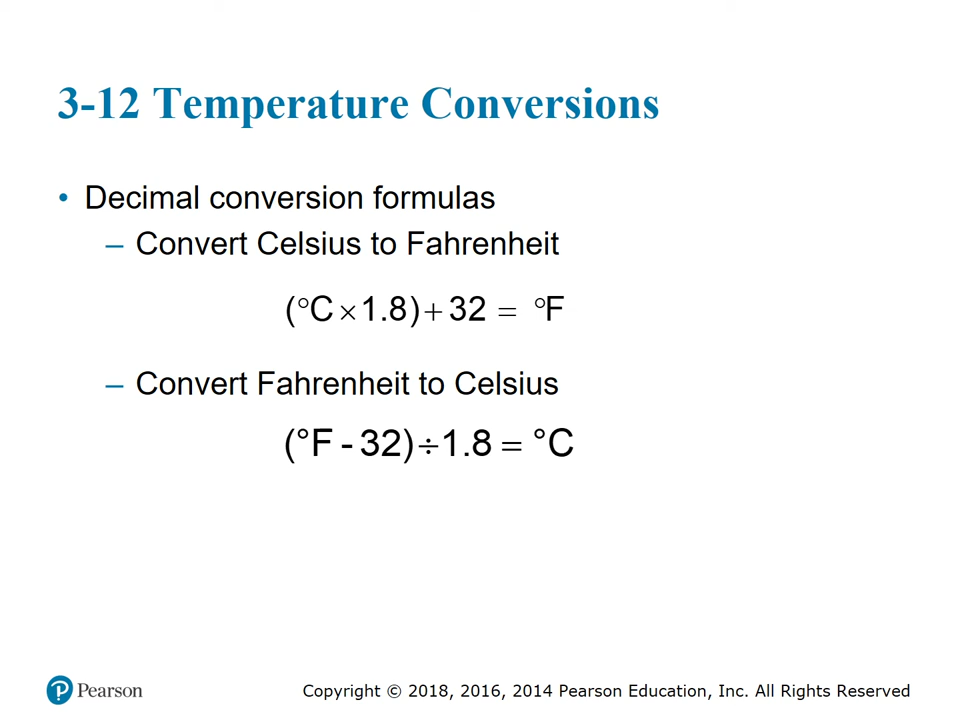 3-12 Temperature Conversions
• Decimal conversion formulas
– Convert Celsius to Fahrenheit
(°C × 1.8) + 32 = °F
– Convert Fahrenheit to Celsius
(°F - 32) ÷ 1.8 = °C
P Pearson
Copyright © 2018, 2016, 2014 Pearson Education, Inc. All Rights Reserved